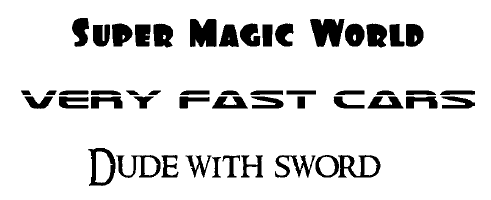 Super Magic World
VERY FAST CARS
Dude with sword